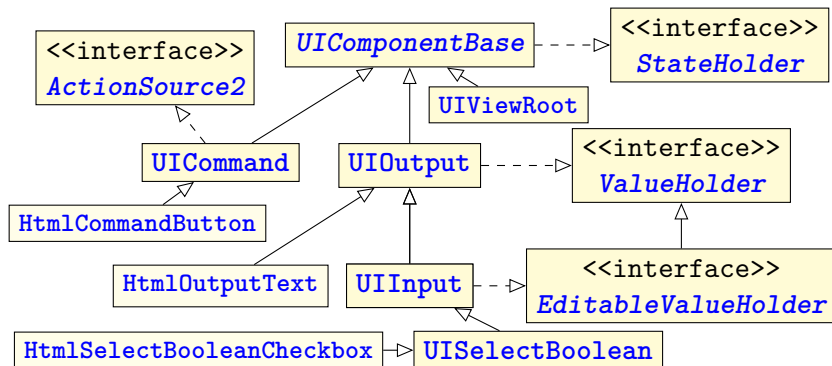 <<interface>>
ActionSource2
UIComponentBase
<<interface>>
StateHolder
UIViewRoot
UICommand
UIOutput
<<interface>>
ValueHolder
HtmlCommandButton
HtmlOutputText
UIInput
<<interface>>
EditableValueHolder
HtmlSelectBooleanCheckbox
UISelectBoolean